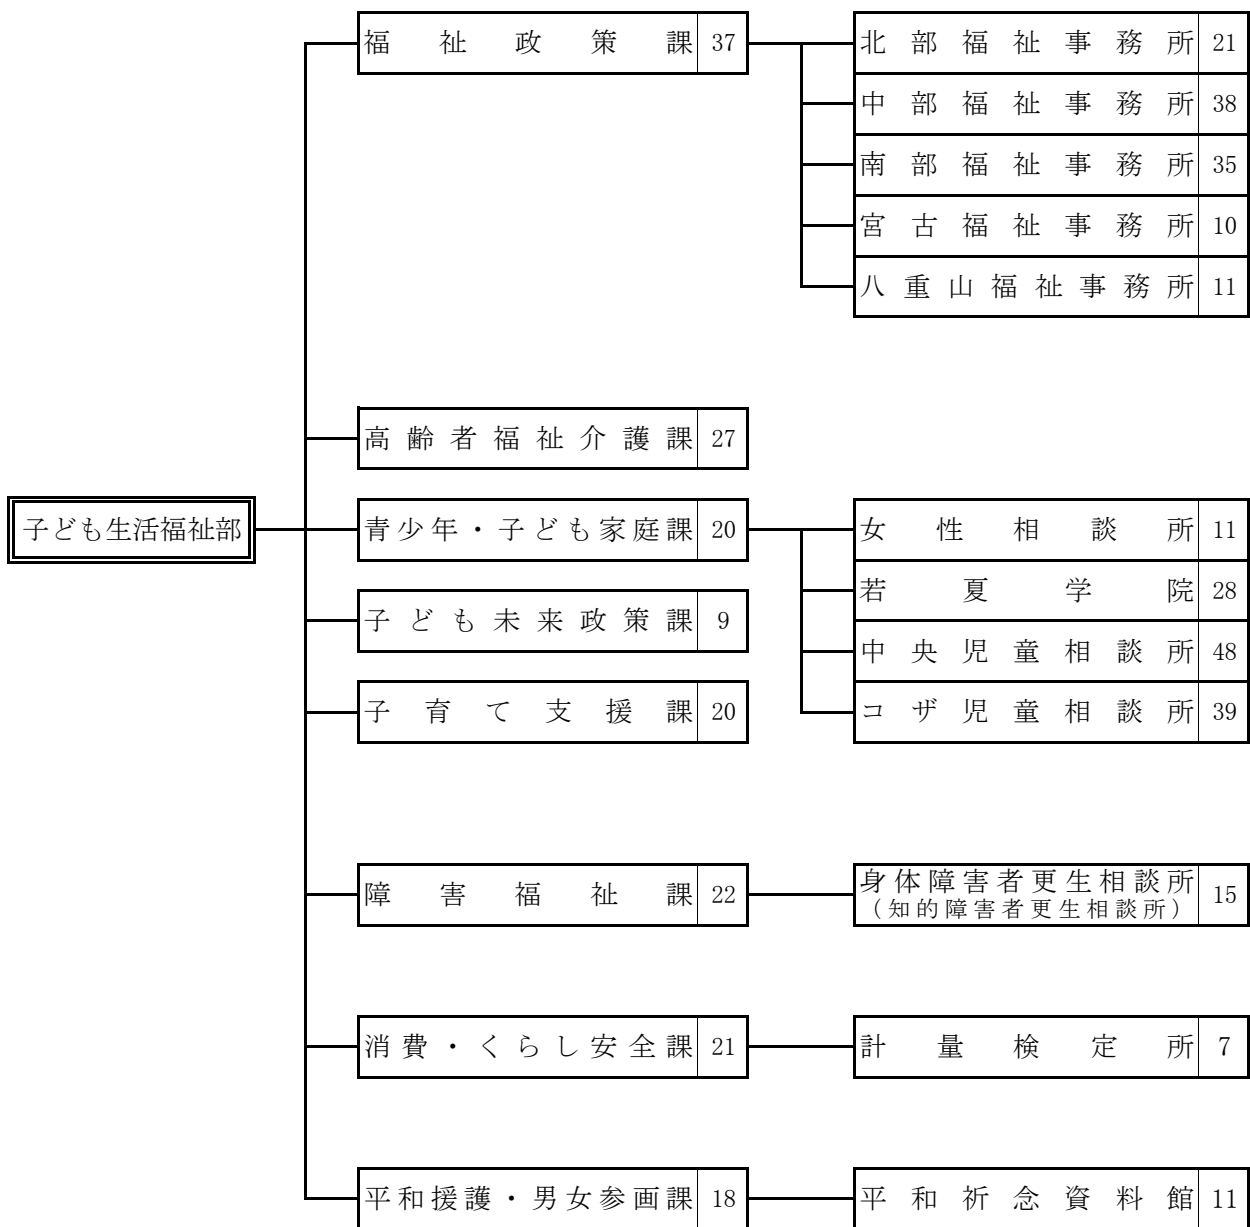 福祉政策課 37 北部福祉事務所 21
中部福祉事務所 38
南部福祉事務所 35
宮古福祉事務所 10
八重山福祉事務所 11
高齢者福祉介護課 27
子ども生活福祉部 青少年・子ども家庭課 20 女性相談所 11
若夏学院 28
子ども未来政策課 9
中央児童相談所 48
子育て支援課 20 コザ児童相談所 39
障害福祉課 22 身体障害者更生相談所 15
(知的障害者更生相談所)
消費・くらし安全課 21 計量検定所 7
平和援護・男女参画課 18 平和祈念資料館 11